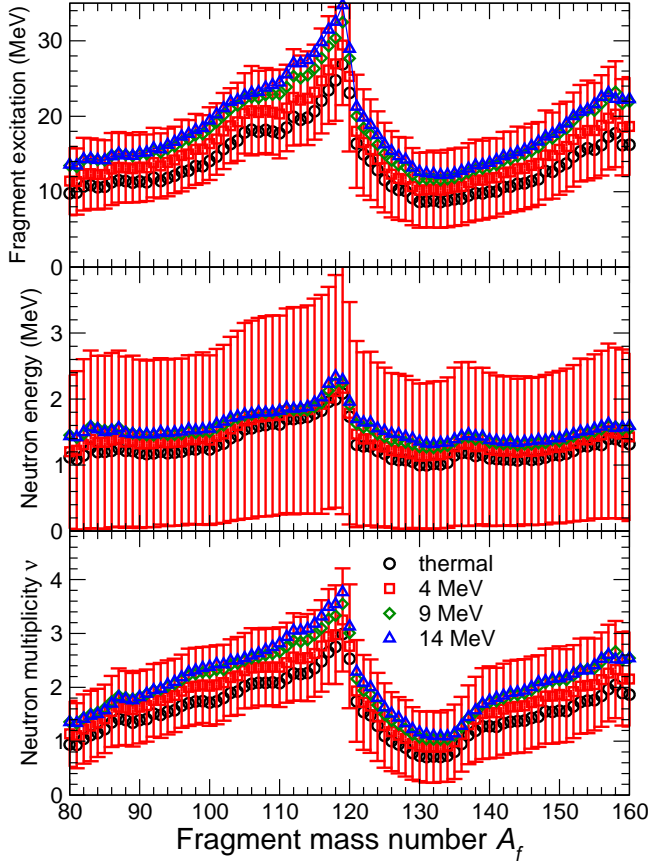 Fragment excitation (MeV)
30
20
10
0
Neutron energy (MeV)
3
2
1
0
Neutron multiplicity ν
4
3
2
1
0
thermal
4 MeV
9 MeV
14 MeV
80 90 100 110 120 130 140 150 160
Fragment mass number A_f